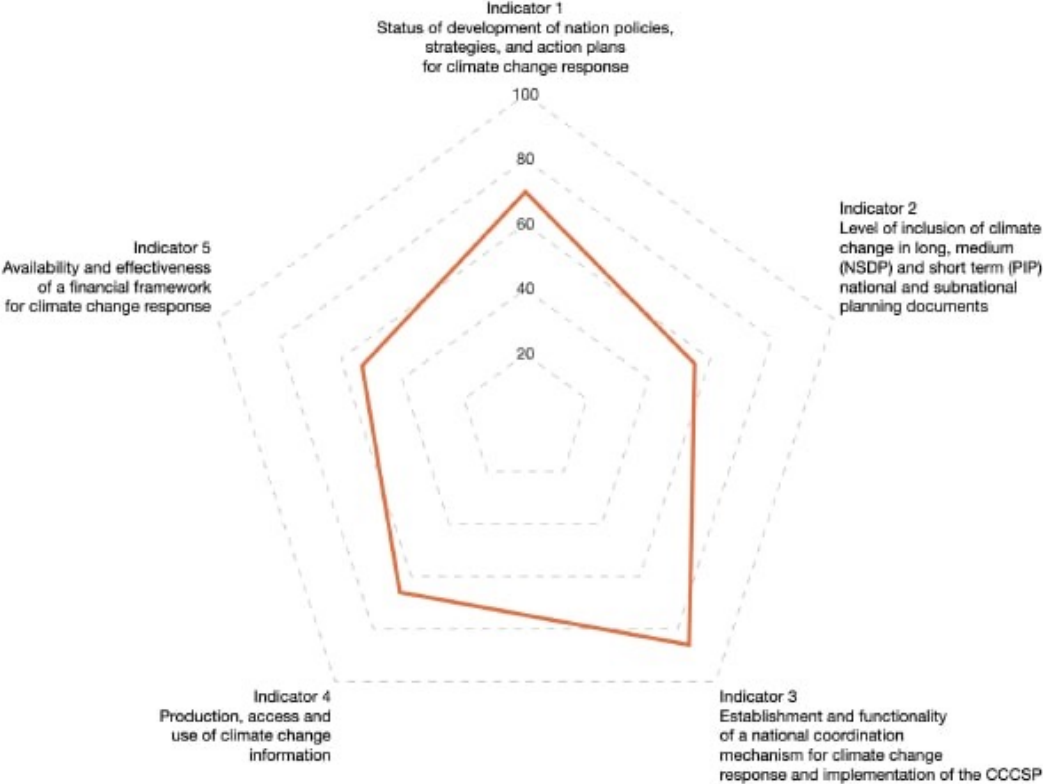 Indicator 1
Status of development of nation policies,
strategies, and action plans
for climate change response
100
80
60
40
20
Indicator 2
Level of inclusion of climate
change in long, medium
(NSDP) and short term (PIP)
national and subnational
planning documents
Indicator 5
Availability and effectiveness
of a financial framework
for climate change response
Indicator 4
Production, access and
use of climate change
information
Indicator 3
Establishment and functionality
of a national coordination
mechanism for climate change
response and implementation of the CCCSP